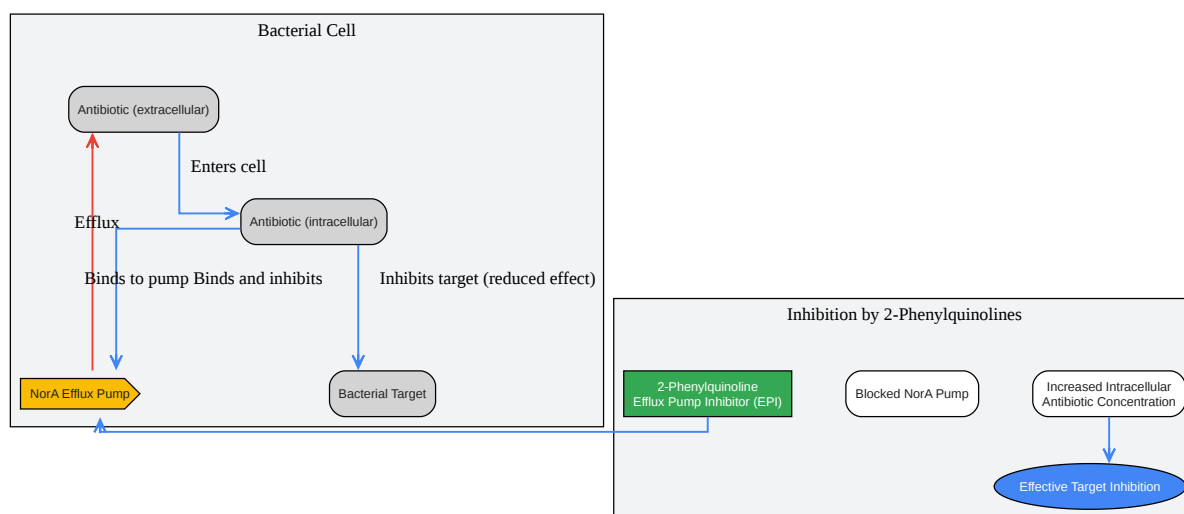 Bacterial Cell
Antibiotic (extracellular)
Enters cell
Antibiotic (intracellular)
Efflux
Binds to pump Binds and inhibits
Inhibits target (reduced effect)
NorA Efflux Pump
Bacterial Target
Inhibition by 2-Phenylquinolines
2-Phenylquinoline
Efflux Pump Inhibitor (EPI)
Blocked NorA Pump
Increased Intracellular
Antibiotic Concentration
Effective Target Inhibition